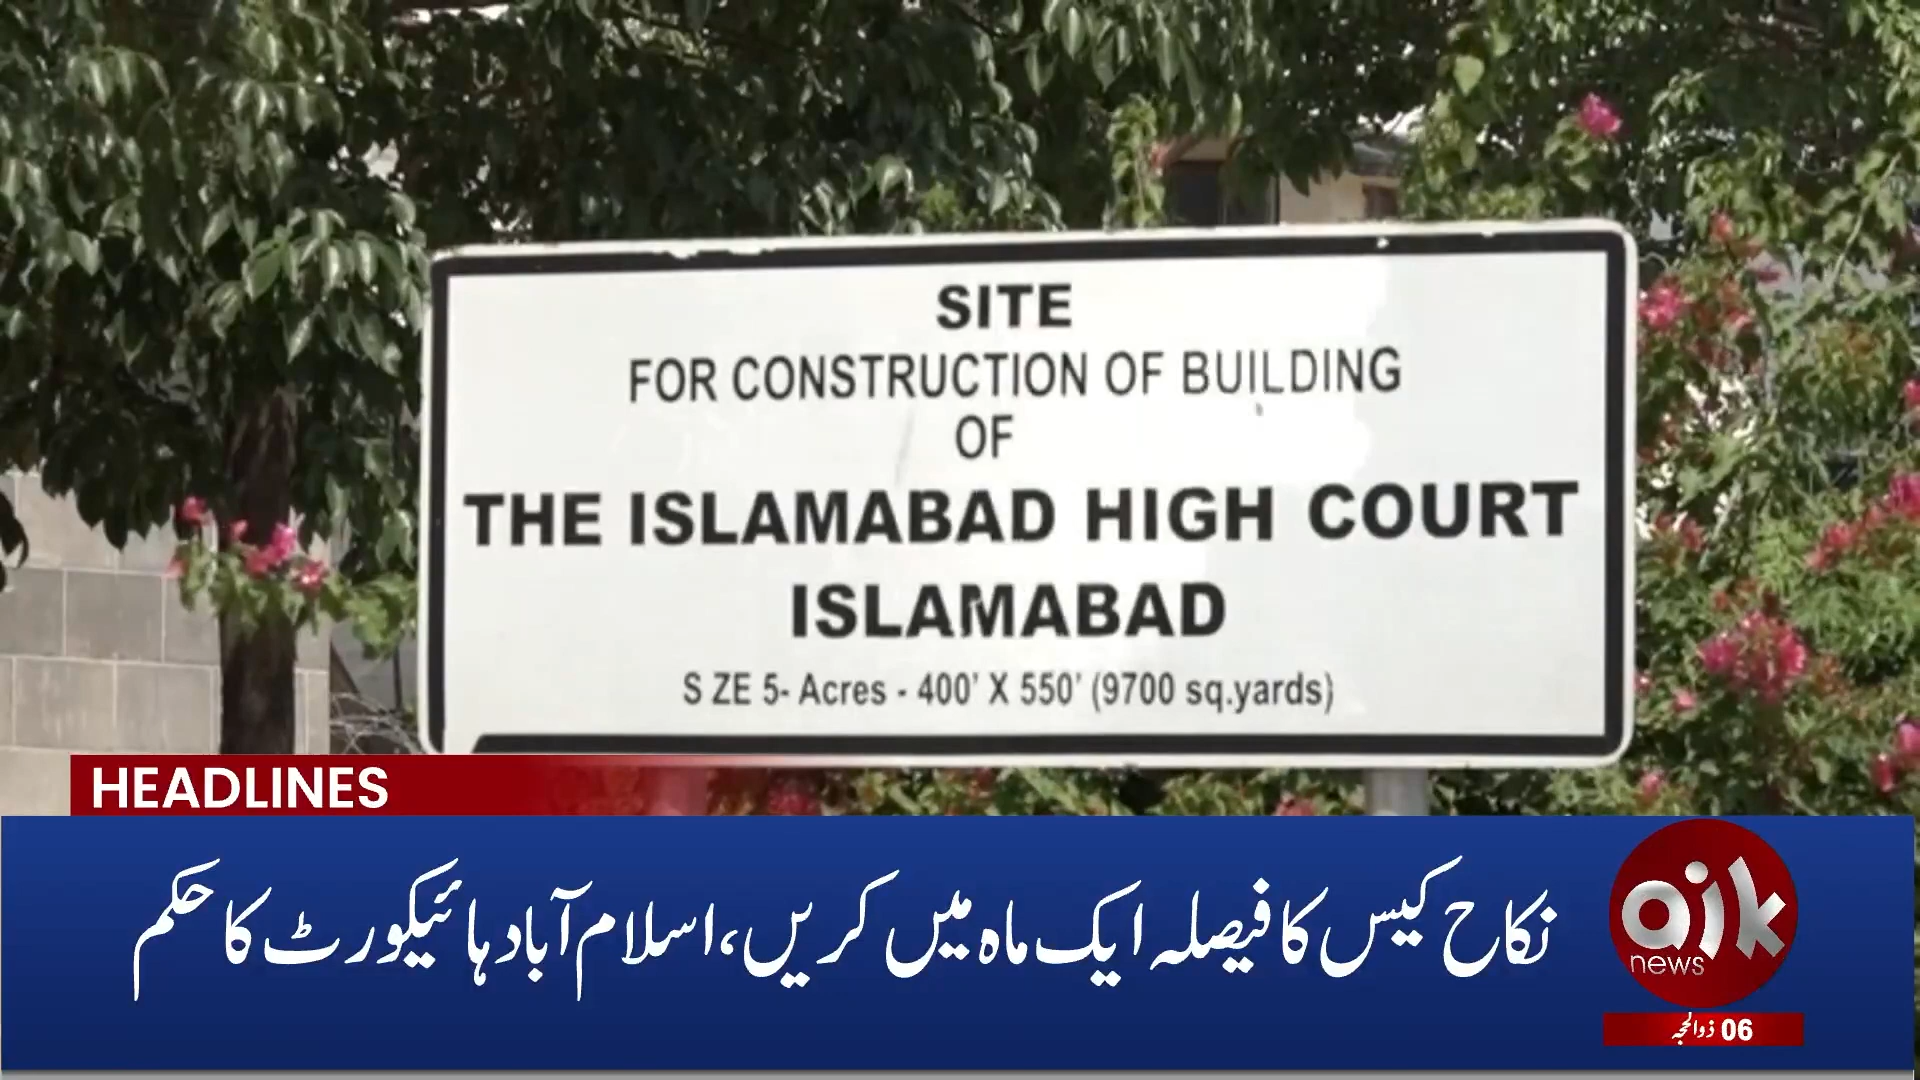 SITE
FOR CONSTRUCTION OF BUILDING
OF
THE ISLAMABAD HIGH COURT
ISLAMABAD
S ZE 5- Acres - 400' X 550' (9700 sq.yards)
HEADLINES
نکاح کیس کا فیصلہ ایک ماہ میں کریں، اسلام آباد ہائیکورٹ کا حکم
ajk
news
06 ذوالحجہ